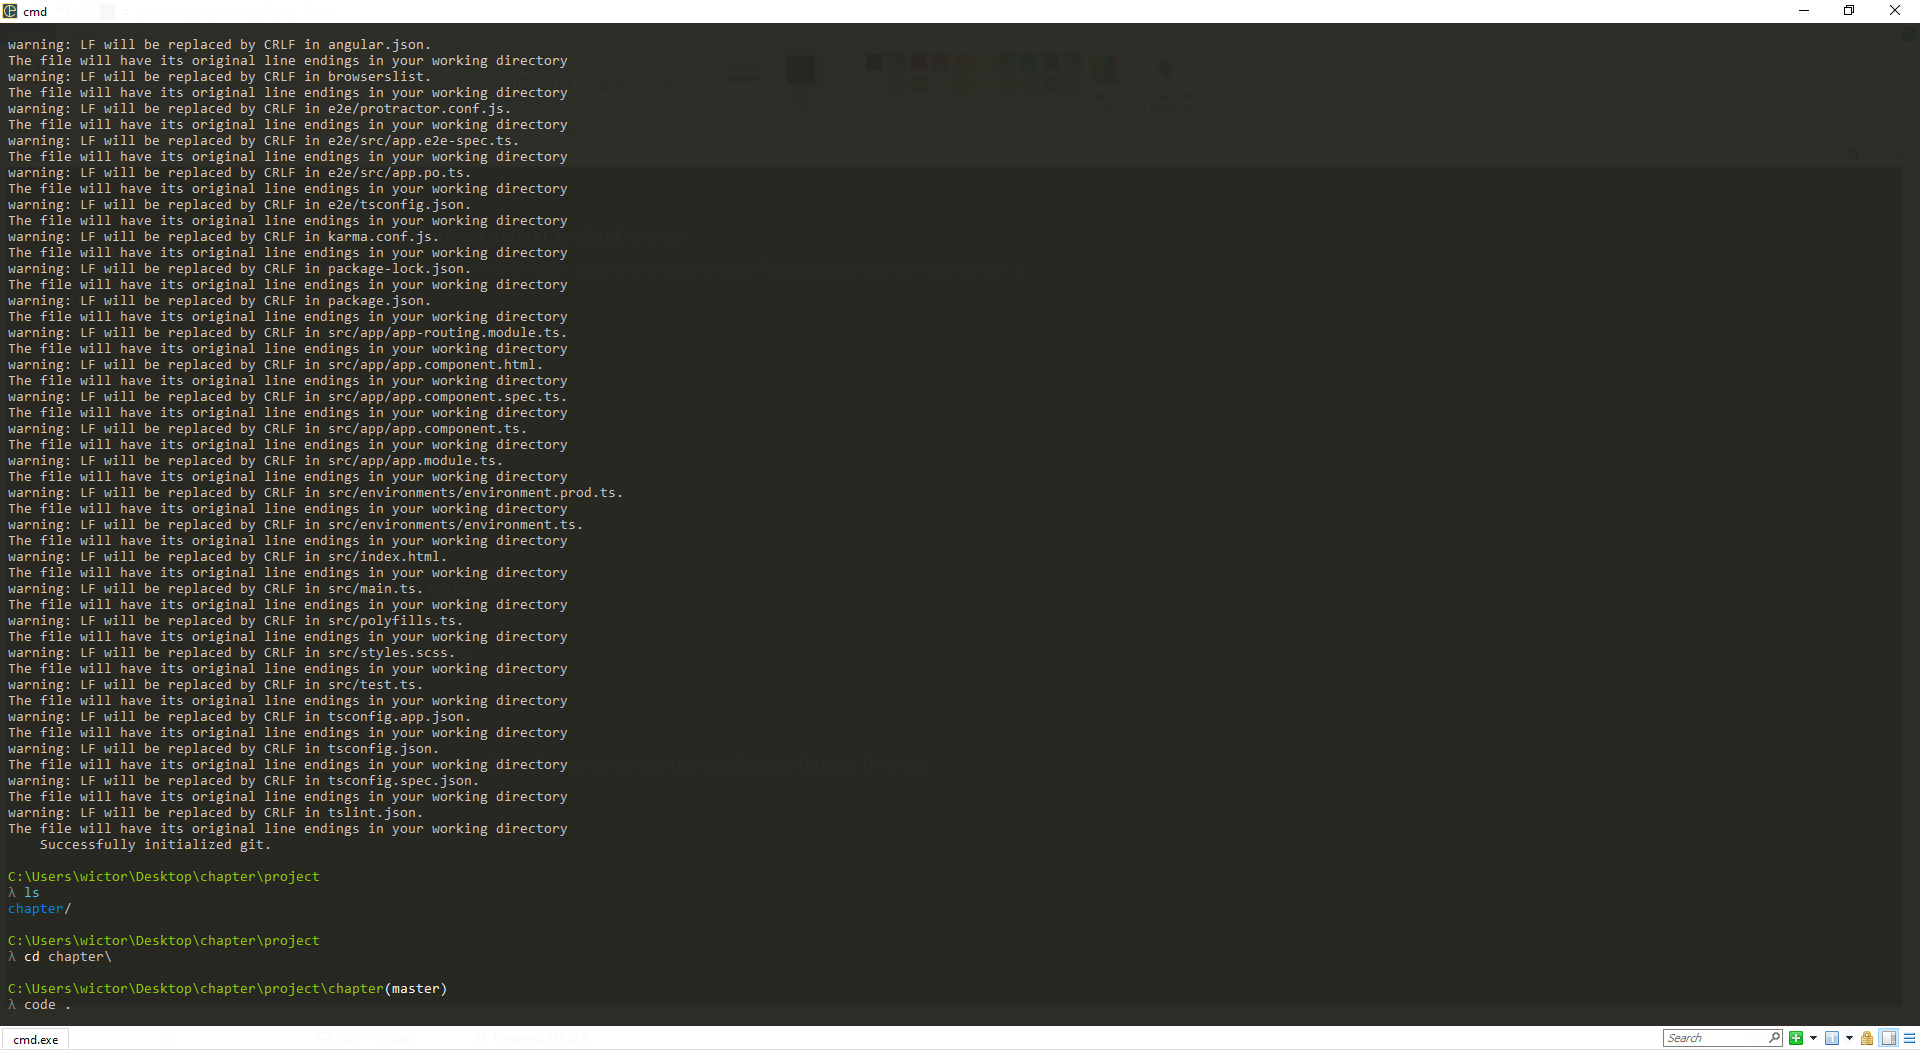 cmd
warning: LF will be replaced by CRLF in angular.json.
The file will have its original line endings in your working directory
warning: LF will be replaced by CRLF in browserslist.
The file will have its original line endings in your working directory
warning: LF will be replaced by CRLF in e2e/protractor.conf.js.
The file will have its original line endings in your working directory
warning: LF will be replaced by CRLF in e2e/src/app.e2e-spec.ts.
The file will have its original line endings in your working directory
warning: LF will be replaced by CRLF in e2e/src/app.po.ts.
The file will have its original line endings in your working directory
warning: LF will be replaced by CRLF in e2e/tsconfig.json.
The file will have its original line endings in your working directory
warning: LF will be replaced by CRLF in karma.conf.js.
The file will have its original line endings in your working directory
warning: LF will be replaced by CRLF in package-lock.json.
The file will have its original line endings in your working directory
warning: LF will be replaced by CRLF in package.json.
The file will have its original line endings in your working directory
warning: LF will be replaced by CRLF in src/app/app-routing.module.ts.
The file will have its original line endings in your working directory
warning: LF will be replaced by CRLF in src/app/app.component.html.
The file will have its original line endings in your working directory
warning: LF will be replaced by CRLF in src/app/app.component.spec.ts.
The file will have its original line endings in your working directory
warning: LF will be replaced by CRLF in src/app/app.component.ts.
The file will have its original line endings in your working directory
warning: LF will be replaced by CRLF in src/app/app.module.ts.
The file will have its original line endings in your working directory
warning: LF will be replaced by CRLF in src/environments/environment.prod.ts.
The file will have its original line endings in your working directory
warning: LF will be replaced by CRLF in src/environments/environment.ts.
The file will have its original line endings in your working directory
warning: LF will be replaced by CRLF in src/index.html.
The file will have its original line endings in your working directory
warning: LF will be replaced by CRLF in src/main.ts.
The file will have its original line endings in your working directory
warning: LF will be replaced by CRLF in src/polyfills.ts.
The file will have its original line endings in your working directory
warning: LF will be replaced by CRLF in src/styles.scss.
The file will have its original line endings in your working directory
warning: LF will be replaced by CRLF in src/test.ts.
The file will have its original line endings in your working directory
warning: LF will be replaced by CRLF in tsconfig.app.json.
The file will have its original line endings in your working directory
warning: LF will be replaced by CRLF in tsconfig.json.
The file will have its original line endings in your working directory
warning: LF will be replaced by CRLF in tsconfig.spec.json.
The file will have its original line endings in your working directory
warning: LF will be replaced by CRLF in tslint.json.
The file will have its original line endings in your working directory
    Successfully initialized git.
C:\Users\wictor\Desktop\chapter\project
λ ls
chapter/
C:\Users\wictor\Desktop\chapter\project
λ cd chapter\
C:\Users\wictor\Desktop\chapter\project\chapter(master)
λ code .
cmd.exe
Search